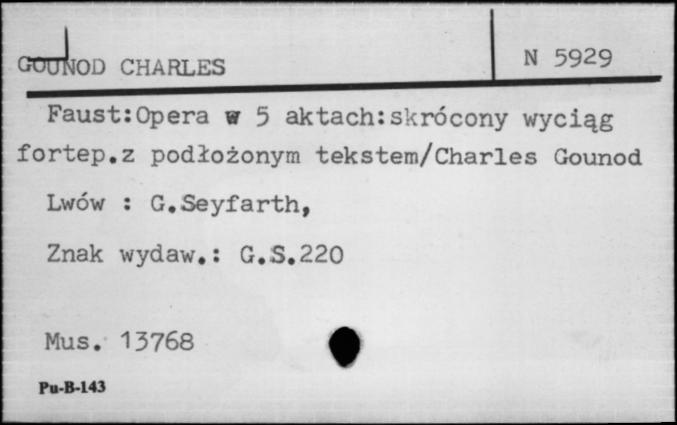 GOUNOD CHARLES
N 5929
Faust:Opera w 5 aktach:skrócony wyciąg
fortep.z podłożonym tekstem/Charles Gounod
Lwów : G.Seyfarth,
Znak wydaw.: G.S.220
Mus. 13768
Pu-B-143